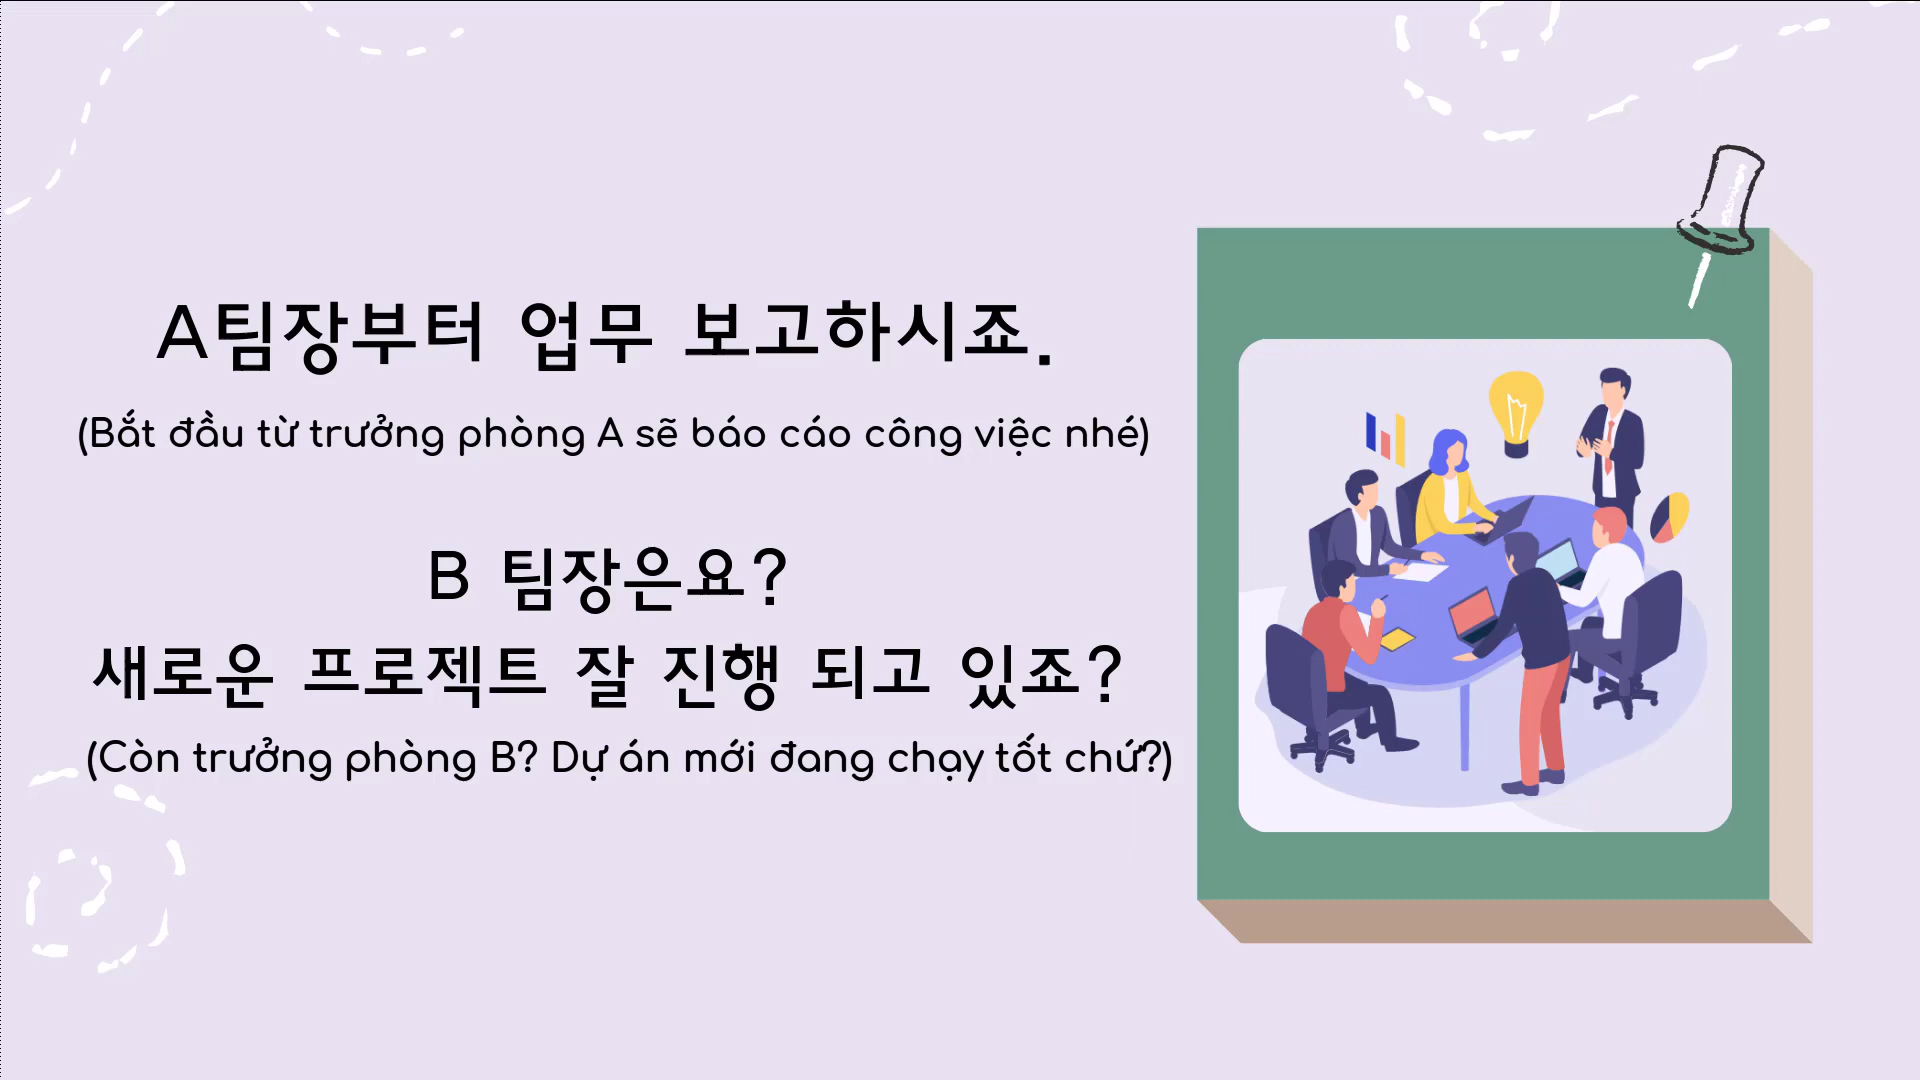 A팀장부터 업무 보고하시죠.
(Bắt đầu từ trưởng phòng A sẽ báo cáo công việc nhé)
B 팀장은요?
새로운 프로젝트 잘 진행 되고 있죠?
(Còn trưởng phòng B? Dự án mới đang chạy tốt chứ?)